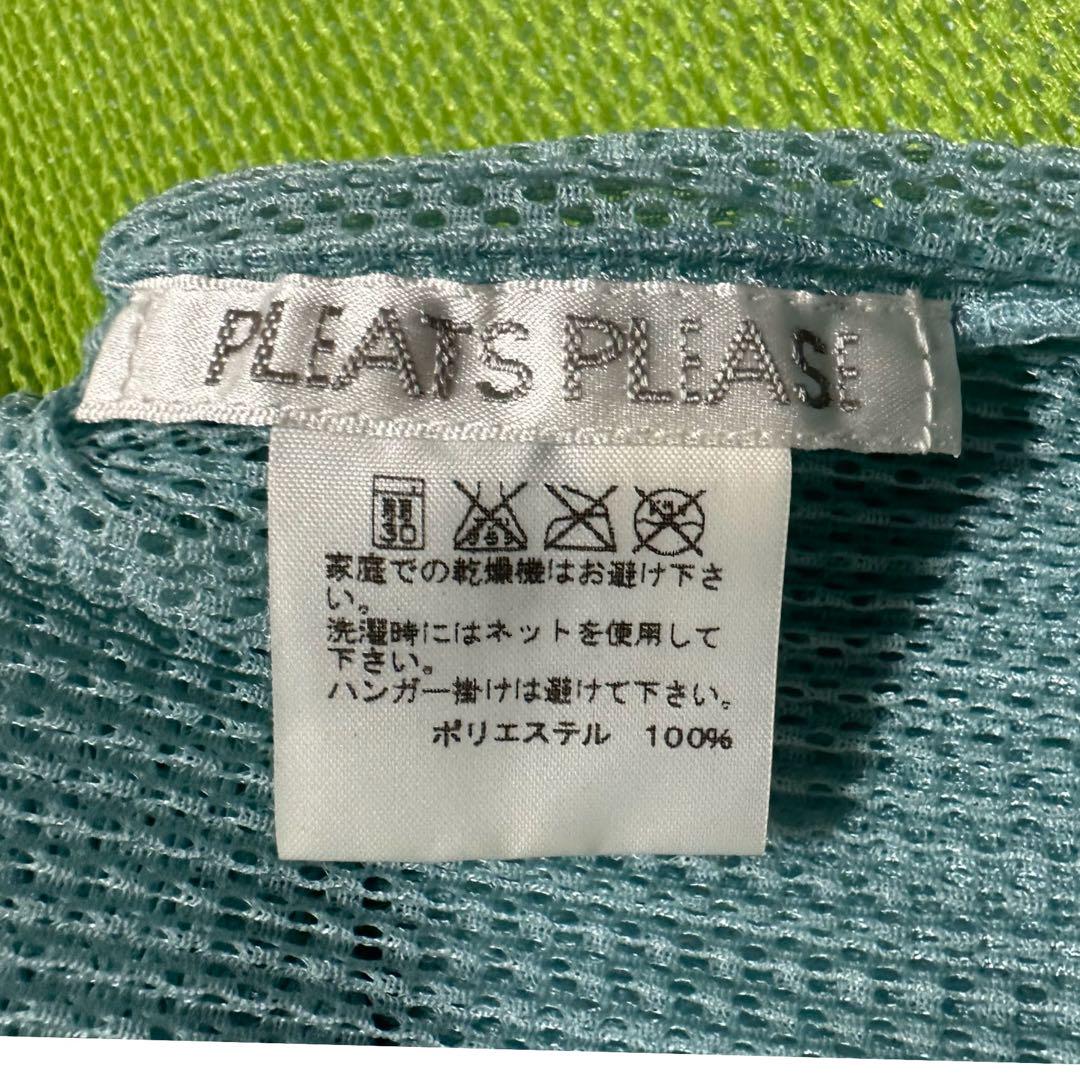 PLEATS PLEASE
30
家庭での乾燥機はお避け下さ
い。
洗濯時にはネットを使用して
下さい。
ハンガー掛けは避けて下さい。
ポリエステル 100%